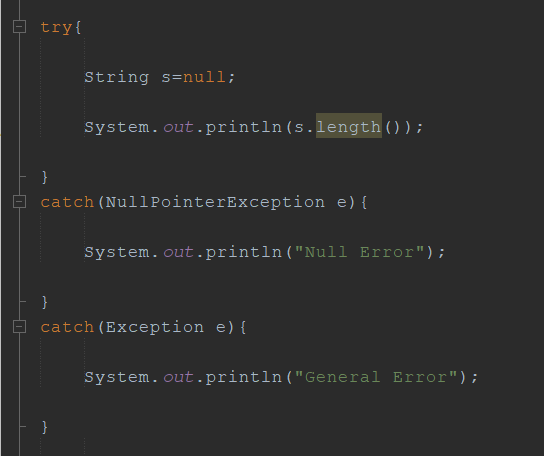 try{
String s=null;
System.out.println(s.length());
}
catch(NullPointerException e){
System.out.println("Null Error");
}
catch(Exception e){
System.out.println("General Error");
}